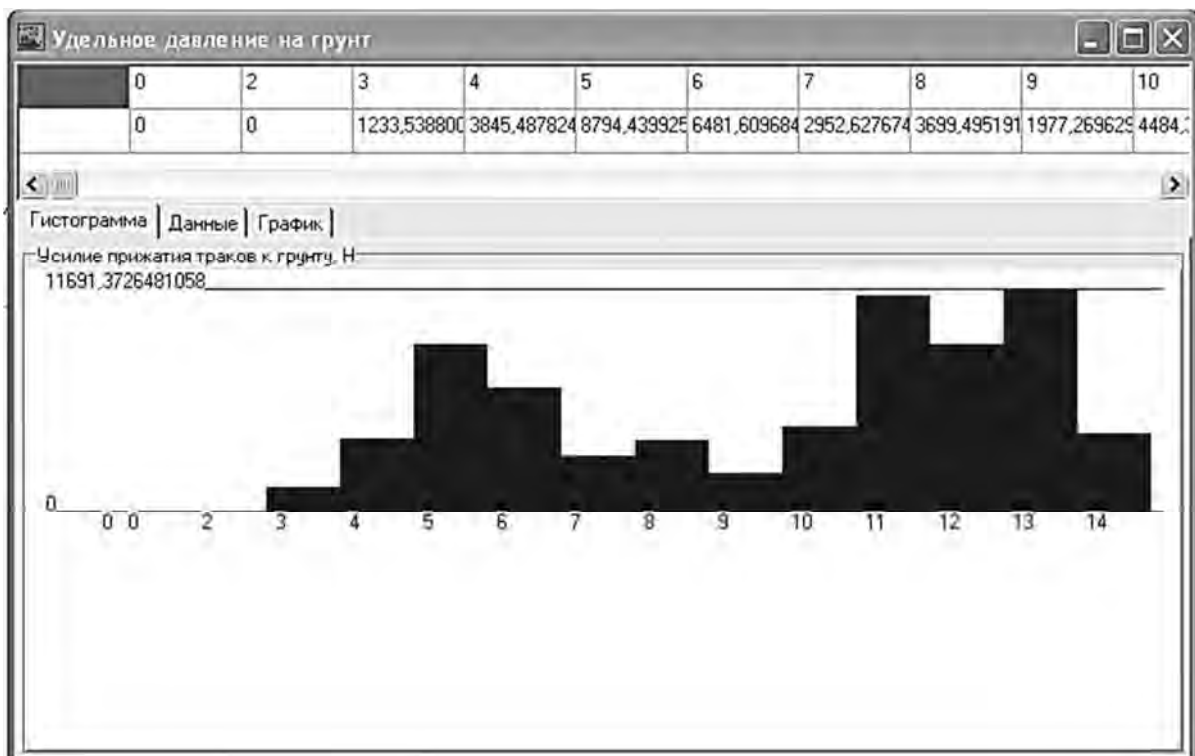 Удельное давление на грунт
0 2 3 4 5 6 7 8 9 10
0 0 1233,538800 3845,487824 8794,439925 6481,609684 2952,627674 3699,495191 1977,269625 4484,
Гистограмма Данные График
Усилие прижатия траков к грунту, Н
11691,3726481058
0
0 0 2 3 4 5 6 7 8 9 10 11 12 13 14